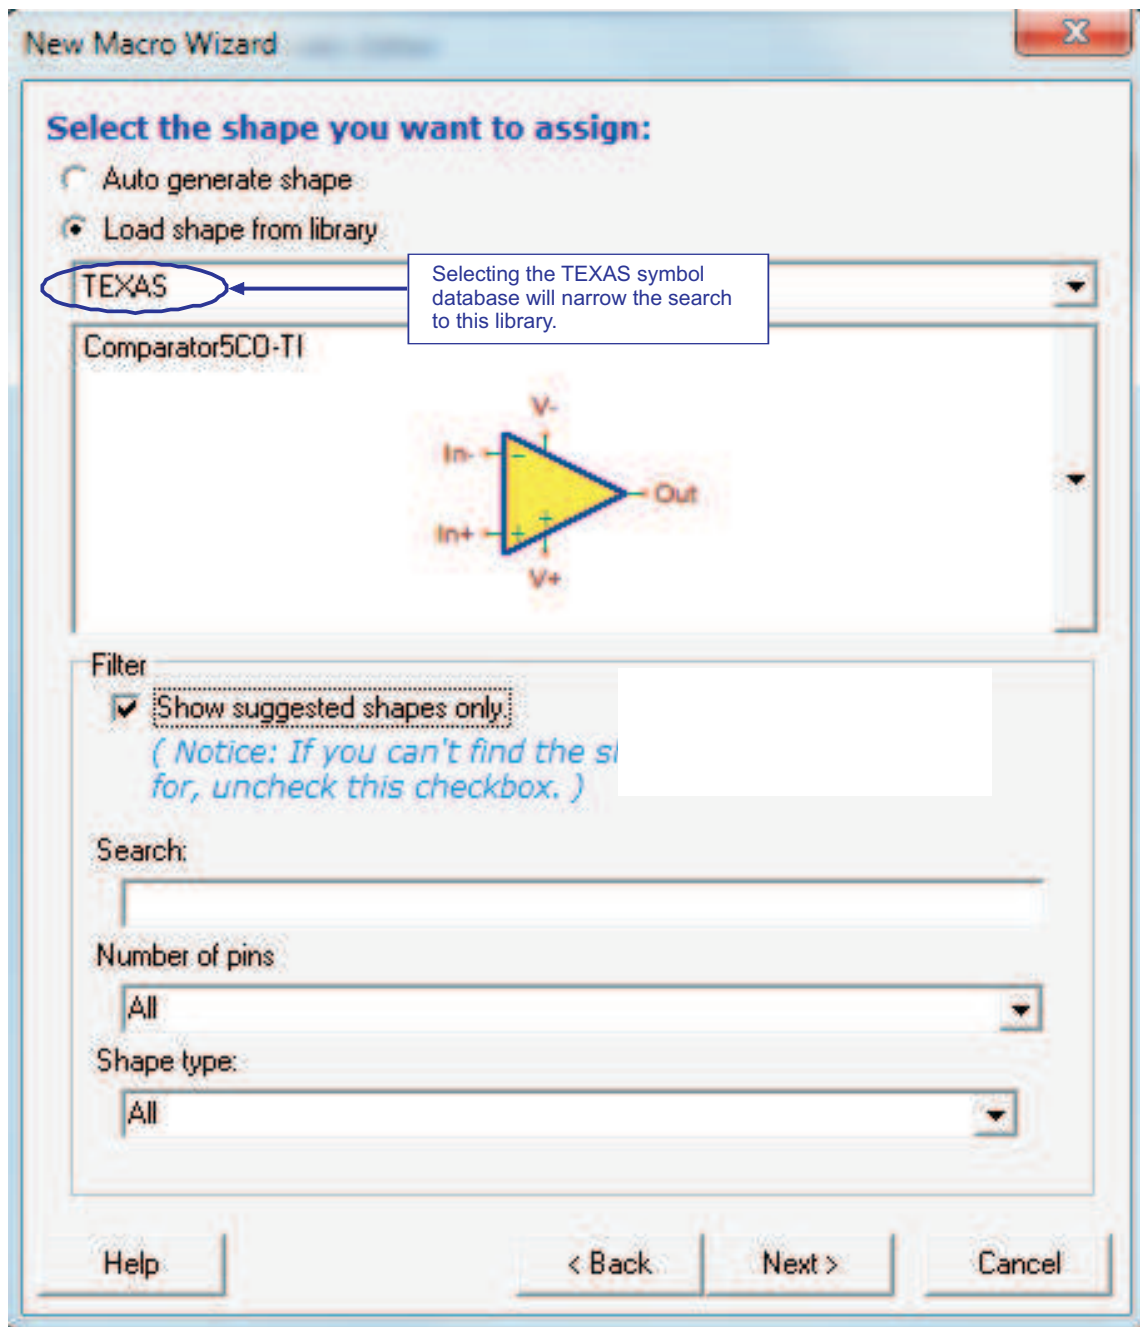 New Macro Wizard
Select the shape you want to assign:
Auto generate shape
Load shape from library
TEXAS
Selecting the TEXAS symbol
database will narrow the search
to this library.
Comparator5CO-TI
V-
In-
Out
In+
V+
Filter
Show suggested shapes only.
( Notice: If you can't find the
for, uncheck this checkbox. )
Search:
Number of pins
All
Shape type:
All
Help
< Back
Next >
Cancel